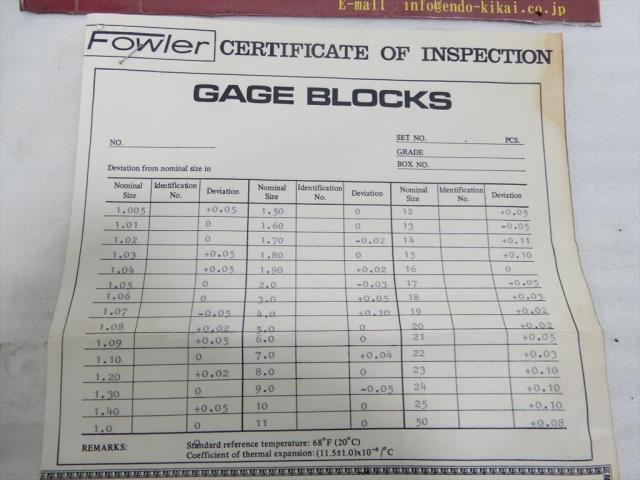 E-mall info@endo-kikai.co.jp
Fowler CERTIFICATE OF INSPECTION
GAGE BLOCKS
NO.
SET NO. PCS.
GRADE
BOX NO.
Deviation from nominal size in
Nominal Size Identification No. Deviation Nominal Size Identification No. Deviation Nominal Size Identification No. Deviation
1.005 +0.05 1.50 0 12 +0.05
1.01 0 1.60 0 13 -0.05
1.02 0 1.70 -0.02 14 +0.11
1.03 +0.05 1.80 0 15 +0.10
1.04 +0.05 1.90 +0.02 16 0
1.05 0 2.0 -0.03 17 -0.05
1.06 0 3.0 +0.05 18 +0.03
1.07 -0.05 4.0 +0.10 19 +0.02
1.08 +0.02 5.0 0 20 +0.02
1.09 +0.05 6.0 0 21 +0.05
1.10 0 7.0 +0.04 22 +0.03
1.20 +0.02 8.0 0 23 +0.10
1.30 0 9.0 -0.05 24 +0.10
1.40 +0.05 10 0 25 +0.10
1.0 0 11 0 50 +0.08
REMARKS: Standard reference temperature: 68°F (20°C)
Coefficient of thermal expansion: (11.5±1.0)x10⁻⁶/°C